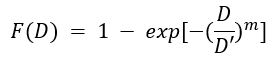 F(D) = 1 − exp[−(D/D′)^m]